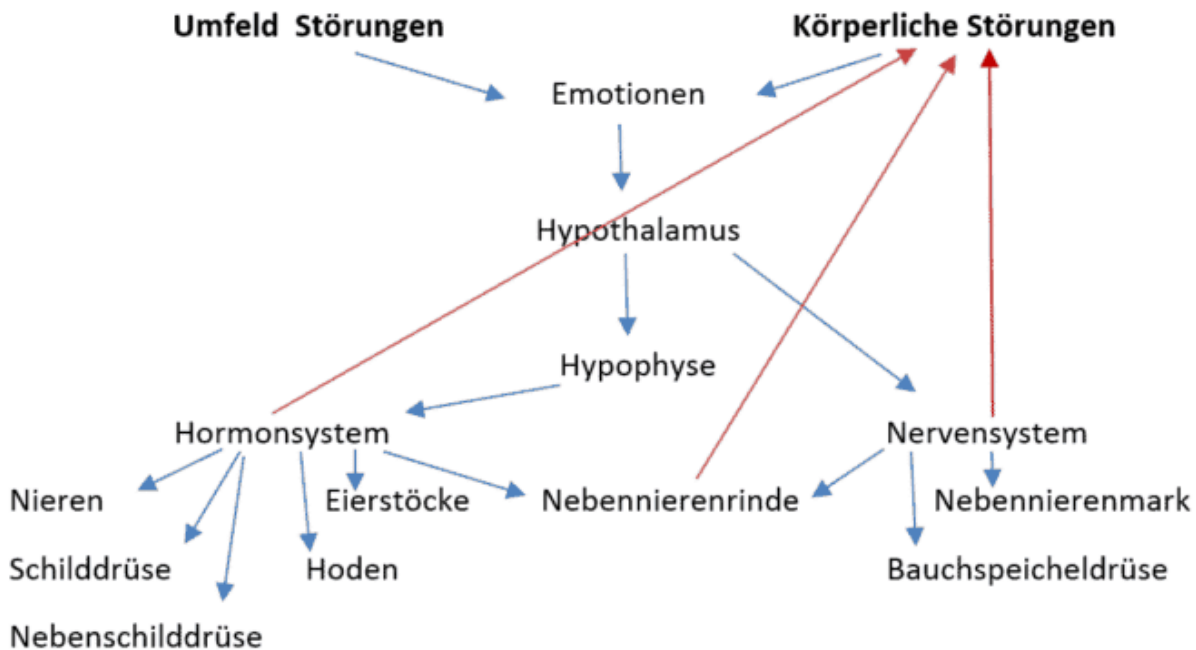 Umfeld Störungen
Körperliche Störungen
Emotionen
Hypothalamus
Hypophyse
Hormonsystem
Nervensystem
Nieren
Eierstöcke
Nebennierenrinde
Nebennierenmark
Schilddrüse
Hoden
Bauchspeicheldrüse
Nebenschilddrüse